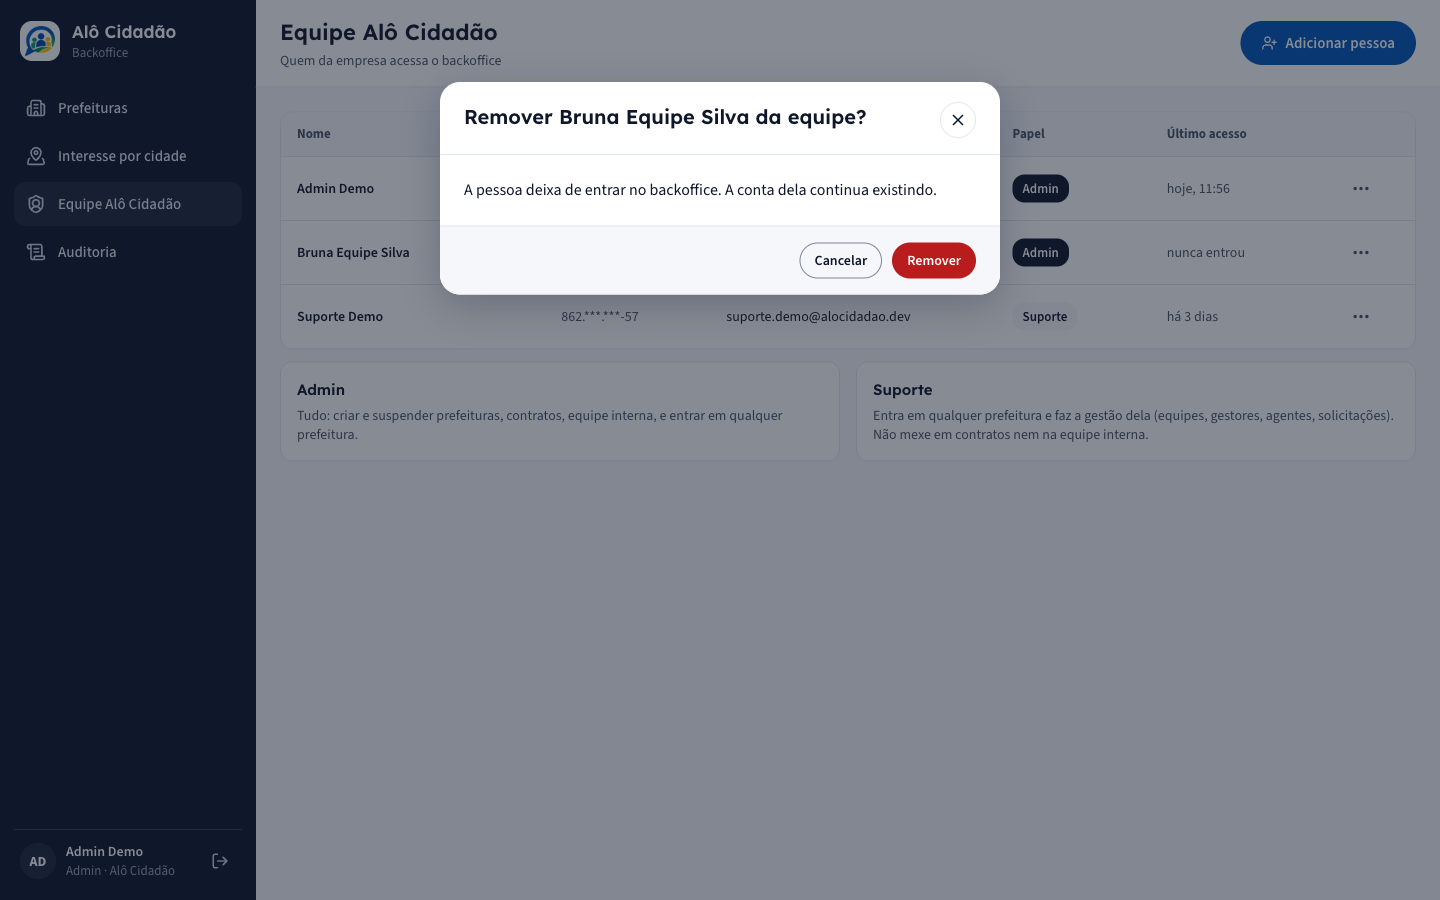 Alô Cidadão
Backoffice
Prefeituras
Interesse por cidade
Equipe Alô Cidadão
Auditoria
AD
Admin Demo
Admin · Alô Cidadão
Equipe Alô Cidadão
Quem da empresa acessa o backoffice
Adicionar pessoa
Remover Bruna Equipe Silva da equipe?
A pessoa deixa de entrar no backoffice. A conta dela continua existindo.
Cancelar
Remover
Nome Papel Último acesso
Admin Demo Admin hoje, 11:56
Bruna Equipe Silva Admin nunca entrou
Suporte Demo 862.***.***-57 suporte.demo@alocidadao.dev Suporte há 3 dias
Admin
Tudo: criar e suspender prefeituras, contratos, equipe interna, e entrar em qualquer
prefeitura.
Suporte
Entra em qualquer prefeitura e faz a gestão dela (equipes, gestores, agentes, solicitações).
Não mexe em contratos nem na equipe interna.